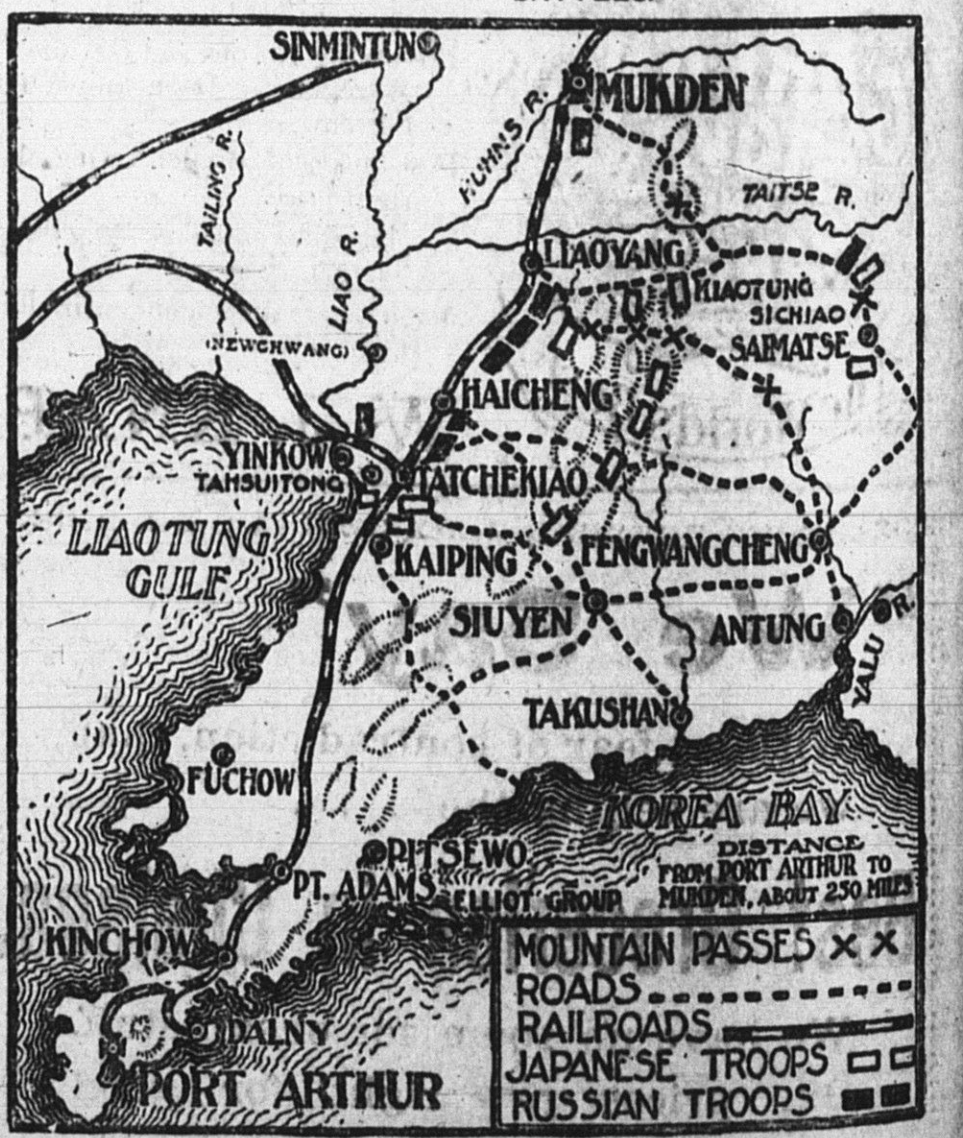 SINMINTUN
MUKDEN
HUHNS R.
TAILING R.
TAITSE R.
LIAO R.
LIAOYANG
KIAOTUNG
SICHIAO
SAIMATSE
(NEWCHWANG)
HAICHENG
YINKOW
TAHSUITONG
TATCHEKIAO
LIAOTUNG
GULF
KAIPING
FENGWANGCHENG
SIUYEN
ANTUNG
YALU R.
TAKUSHAN
FUCHOW
KOREA BAY
PITSEWO
DISTANCE
FROM PORT ARTHUR TO
MUKDEN, ABOUT 250 MILES
PT. ADAMS
ELLIOT GROUP
KINCHOW
DALNY
PORT ARTHUR
MOUNTAIN PASSES X X
ROADS
RAILROADS
JAPANESE TROOPS
RUSSIAN TROOPS